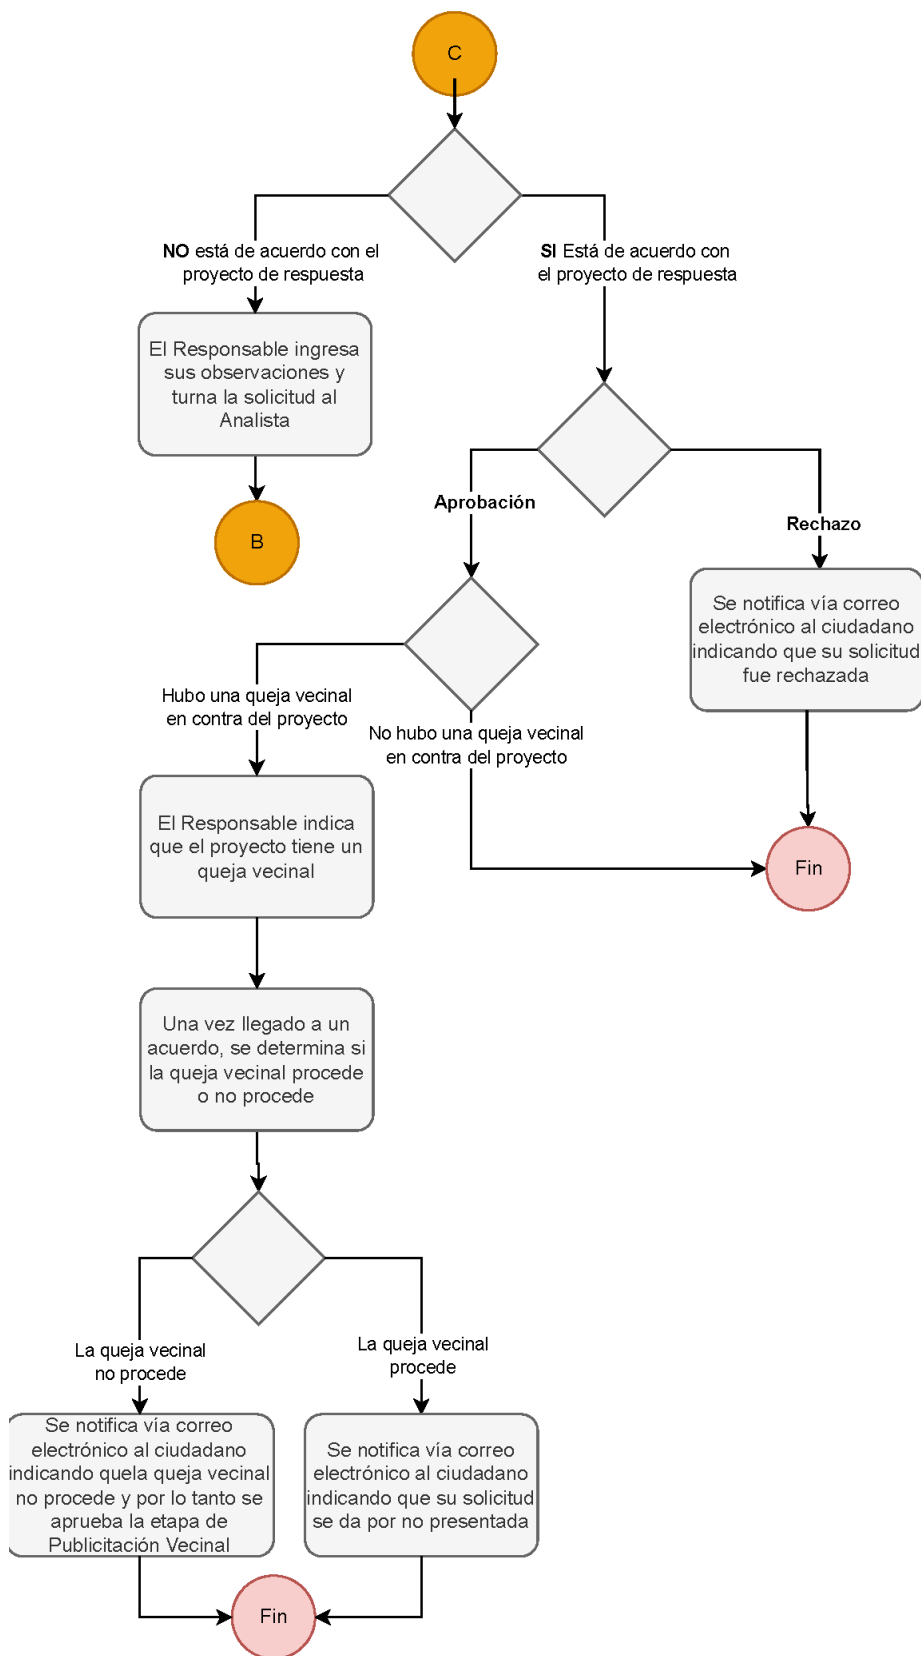 C
NO está de acuerdo con el
proyecto de respuesta
SI Está de acuerdo con
el proyecto de respuesta
El Responsable ingresa
sus observaciones y
turna la solicitud al
Analista
B
Aprobación
Rechazo
Se notifica vía correo
electrónico al ciudadano
indicando que su solicitud
fue rechazada
Hubo una queja vecinal
en contra del proyecto
No hubo una queja vecinal
en contra del proyecto
El Responsable indica
que el proyecto tiene un
queja vecinal
Fin
Una vez llegado a un
acuerdo, se determina si
la queja vecinal procede
o no procede
La queja vecinal
no procede
La queja vecinal
procede
Se notifica vía correo
electrónico al ciudadano
indicando quela queja vecinal
no procede y por lo tanto se
aprueba la etapa de
Publicitación Vecinal
Se notifica vía correo
electrónico al ciudadano
indicando que su solicitud
se da por no presentada
Fin